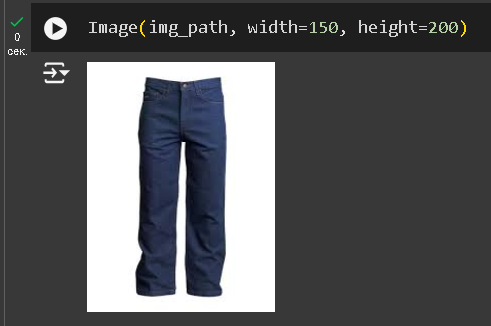 Image(img_path, width=150, height=200)
0
сек.